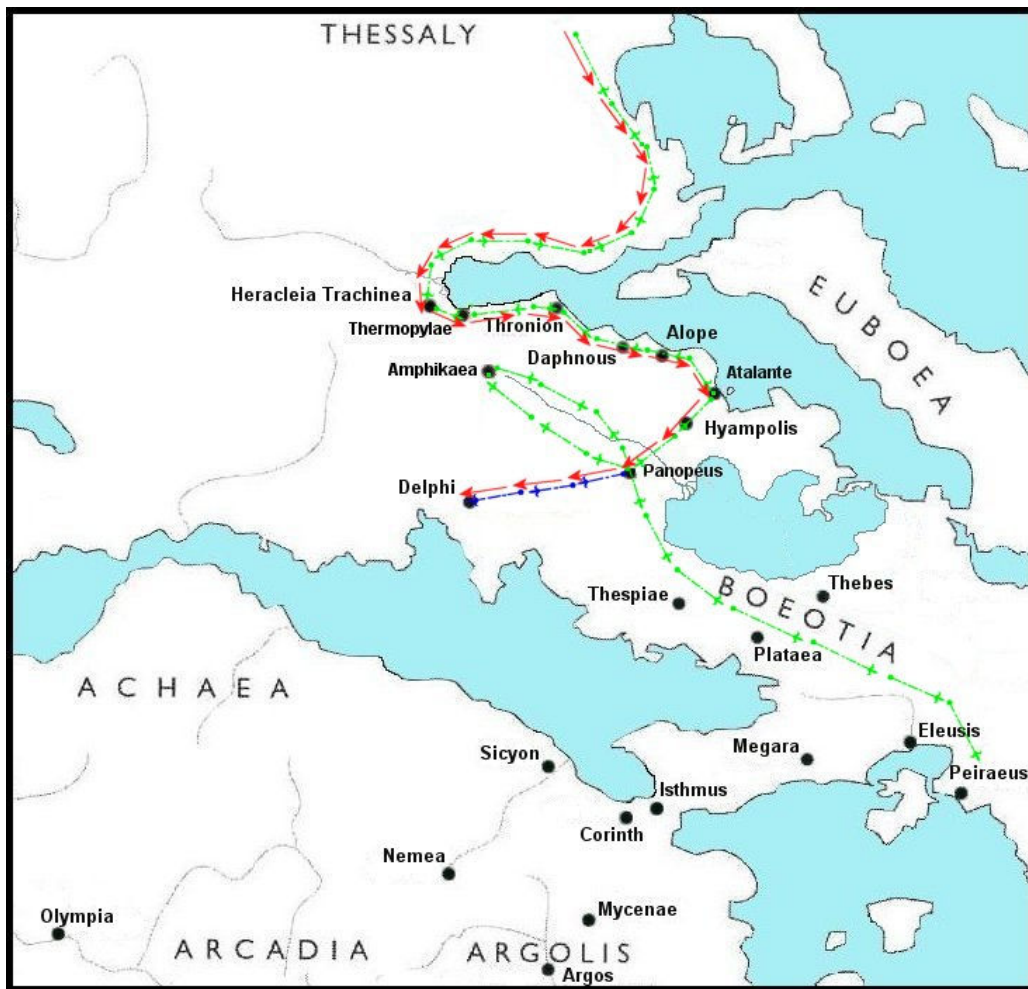 THESSALY
EUBOEA
Heracleia Trachinea
Thermopylae
Thronion
Alope
Daphnous
Amphikaea
Atalante
Hyampolis
Panopeus
Delphi
BOEOTIA
Thebes
Thespiae
Plataea
ACHAEA
Eleusis
Megara
Sicyon
Peiraeus
Isthmus
Corinth
Nemea
Mycenae
Olympia
ARCADIA
ARGOLIS
Argos